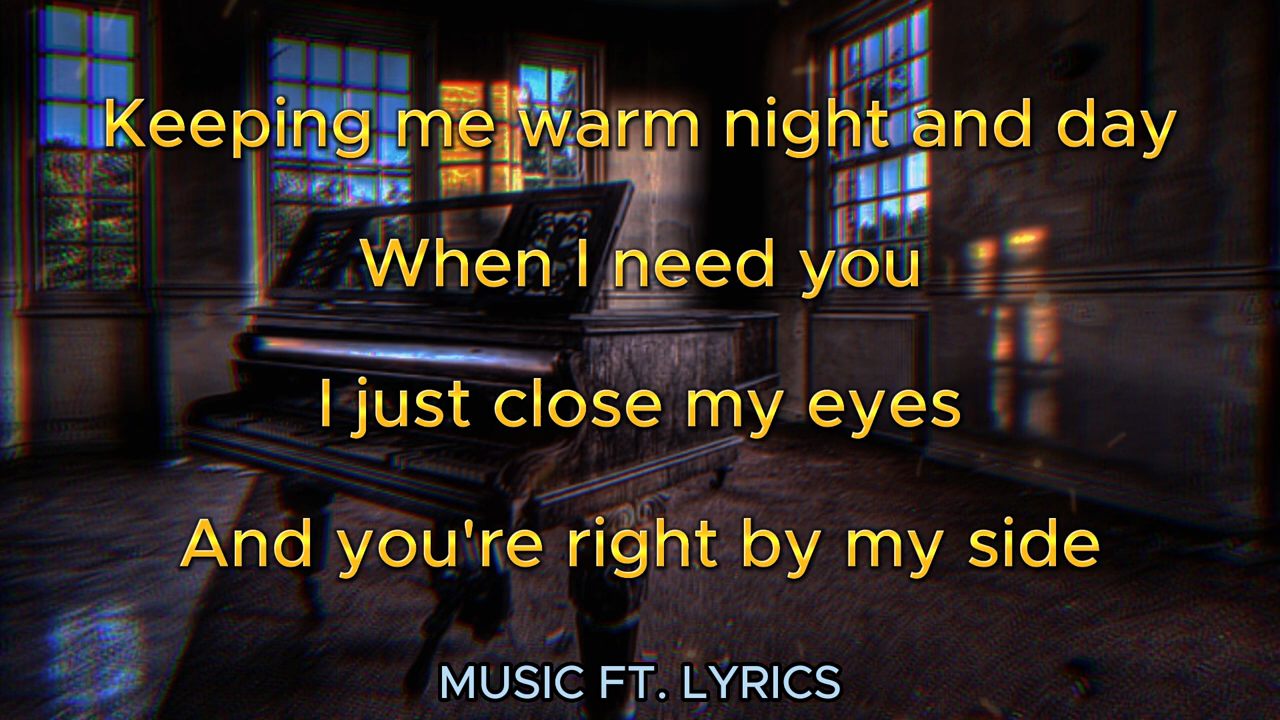 Keeping me warm night and day
When I need you
I just close my eyes
And you're right by my side
MUSIC FT. LYRICS